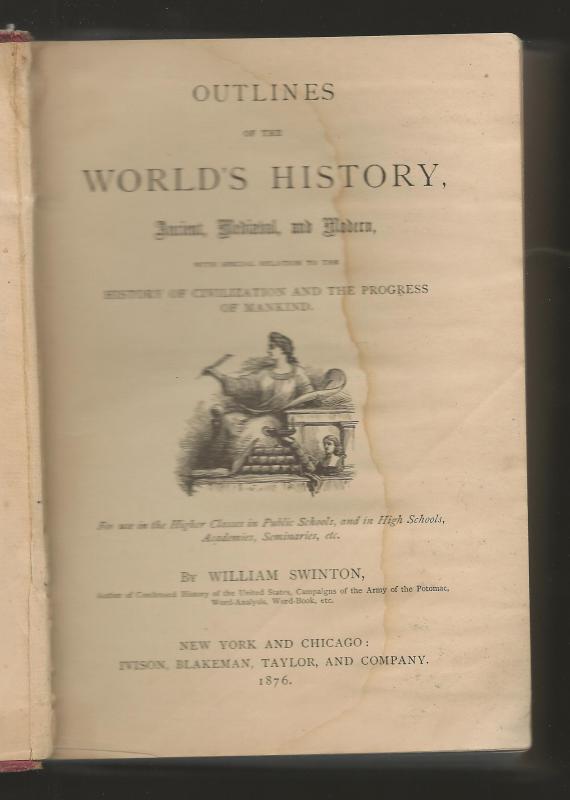 OUTLINES
OF THE
WORLD'S HISTORY,
Ancient, Mediæval, and Modern,
WITH SPECIAL RELATION TO THE
HISTORY OF CIVILIZATION AND THE PROGRESS
OF MANKIND.
For use in the Higher Classes in Public Schools, and in High Schools,
Academies, Seminaries, etc.
BY WILLIAM SWINTON,
Author of Condensed History of the United States, Campaigns of the Army of the Potomac,
Word-Analysis, Word-Book, etc.
NEW YORK AND CHICAGO:
IVISON, BLAKEMAN, TAYLOR, AND COMPANY.
1876.